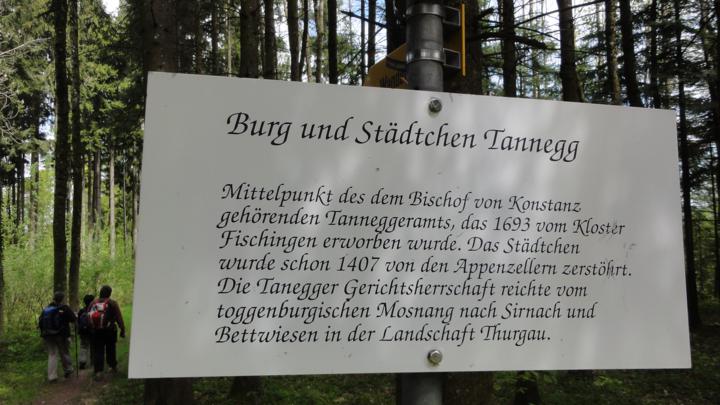 Burg und Städtchen Tannegg
Mittelpunkt des dem Bischof von Konstanz
gehörenden Tanneggeramts, das 1693 vom Kloster
Fischingen erworben wurde. Das Städtchen
wurde schon 1407 von den Appenzellern zerstöhrt.
Die Tanegger Gerichtsherrschaft reichte vom
toggenburgischen Mosnang nach Sirnach und
Bettwiesen in der Landschaft Thurgau.